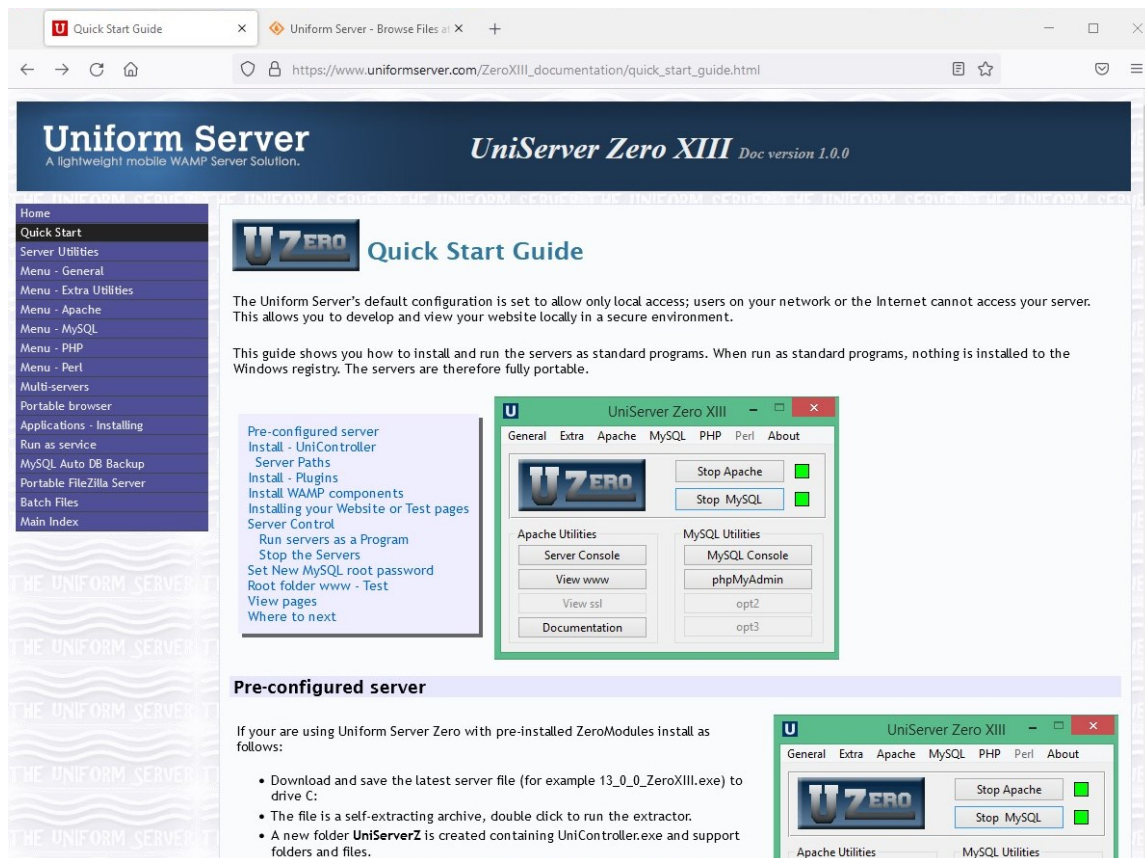 Quick Start Guide
Uniform Server - Browse Files at
https://www.uniformserver.com/ZeroXIII_documentation/quick_start_guide.html
Uniform Server
A lightweight mobile WAMP Server Solution.
UniServer Zero XIII Doc version 1.0.0
Home
Quick Start
Server Utilities
Menu - General
Menu - Extra Utilities
Menu - Apache
Menu - MySQL
Menu - PHP
Menu - Perl
Multi-servers
Portable browser
Applications - Installing
Run as service
MySQL Auto DB Backup
Portable FileZilla Server
Batch Files
Main Index
U ZERO
Quick Start Guide
The Uniform Server's default configuration is set to allow only local access; users on your network or the Internet cannot access your server.
This allows you to develop and view your website locally in a secure environment.
This guide shows you how to install and run the servers as standard programs. When run as standard programs, nothing is installed to the
Windows registry. The servers are therefore fully portable.
Pre-configured server
Install - UniController
Server Paths
Install - Plugins
Install WAMP components
Installing your Website or Test pages
Server Control
Run servers as a Program
Stop the Servers
Set New MySQL root password
Root folder www - Test
View pages
Where to next
U UniServer Zero XIII
General Extra Apache MySQL PHP Perl About
U ZERO
Stop Apache
Stop MySQL
Apache Utilities MySQL Utilities
Server Console MySQL Console
View www phpMyAdmin
View ssl opt2
Documentation opt3
Pre-configured server
If your are using Uniform Server Zero with pre-installed ZeroModules install as
follows:
• Download and save the latest server file (for example 13_0_0_ZeroXIII.exe) to
drive C:
• The file is a self-extracting archive, double click to run the extractor.
• A new folder UniServerZ is created containing UniController.exe and support
folders and files.
U UniServer Zero XIII
General Extra Apache MySQL PHP Perl About
U ZERO
Stop Apache
Stop MySQL
Apache Utilities MySQL Utilities
THE UNIFORM SERVER
THE UNIFORM SERVER
THE UNIFORM SERVER
THE UNIFORM SERVER
THE UNIFORM SERVER